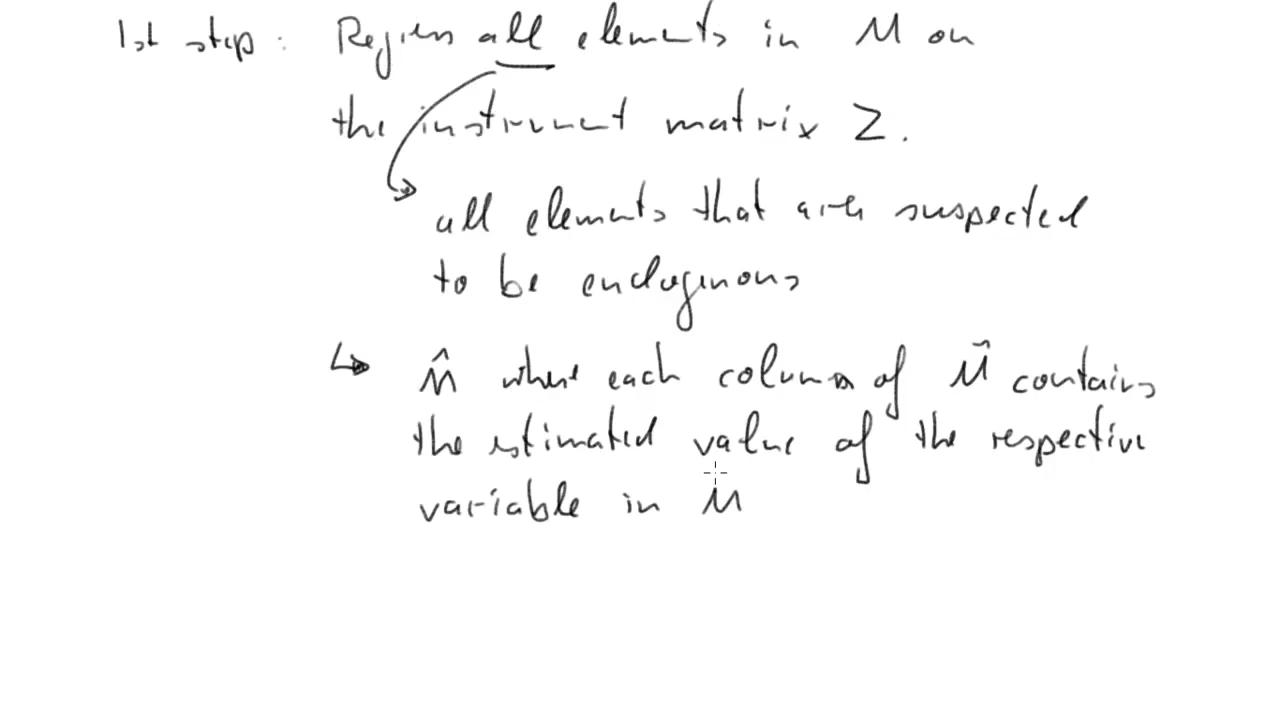 1st step: Regress all elements in M on
the instrument matrix Z.
all elements that are suspected
to be endogenous
↳ M̂ where each column of M̂ contains
the estimated value of the respective
variable in M